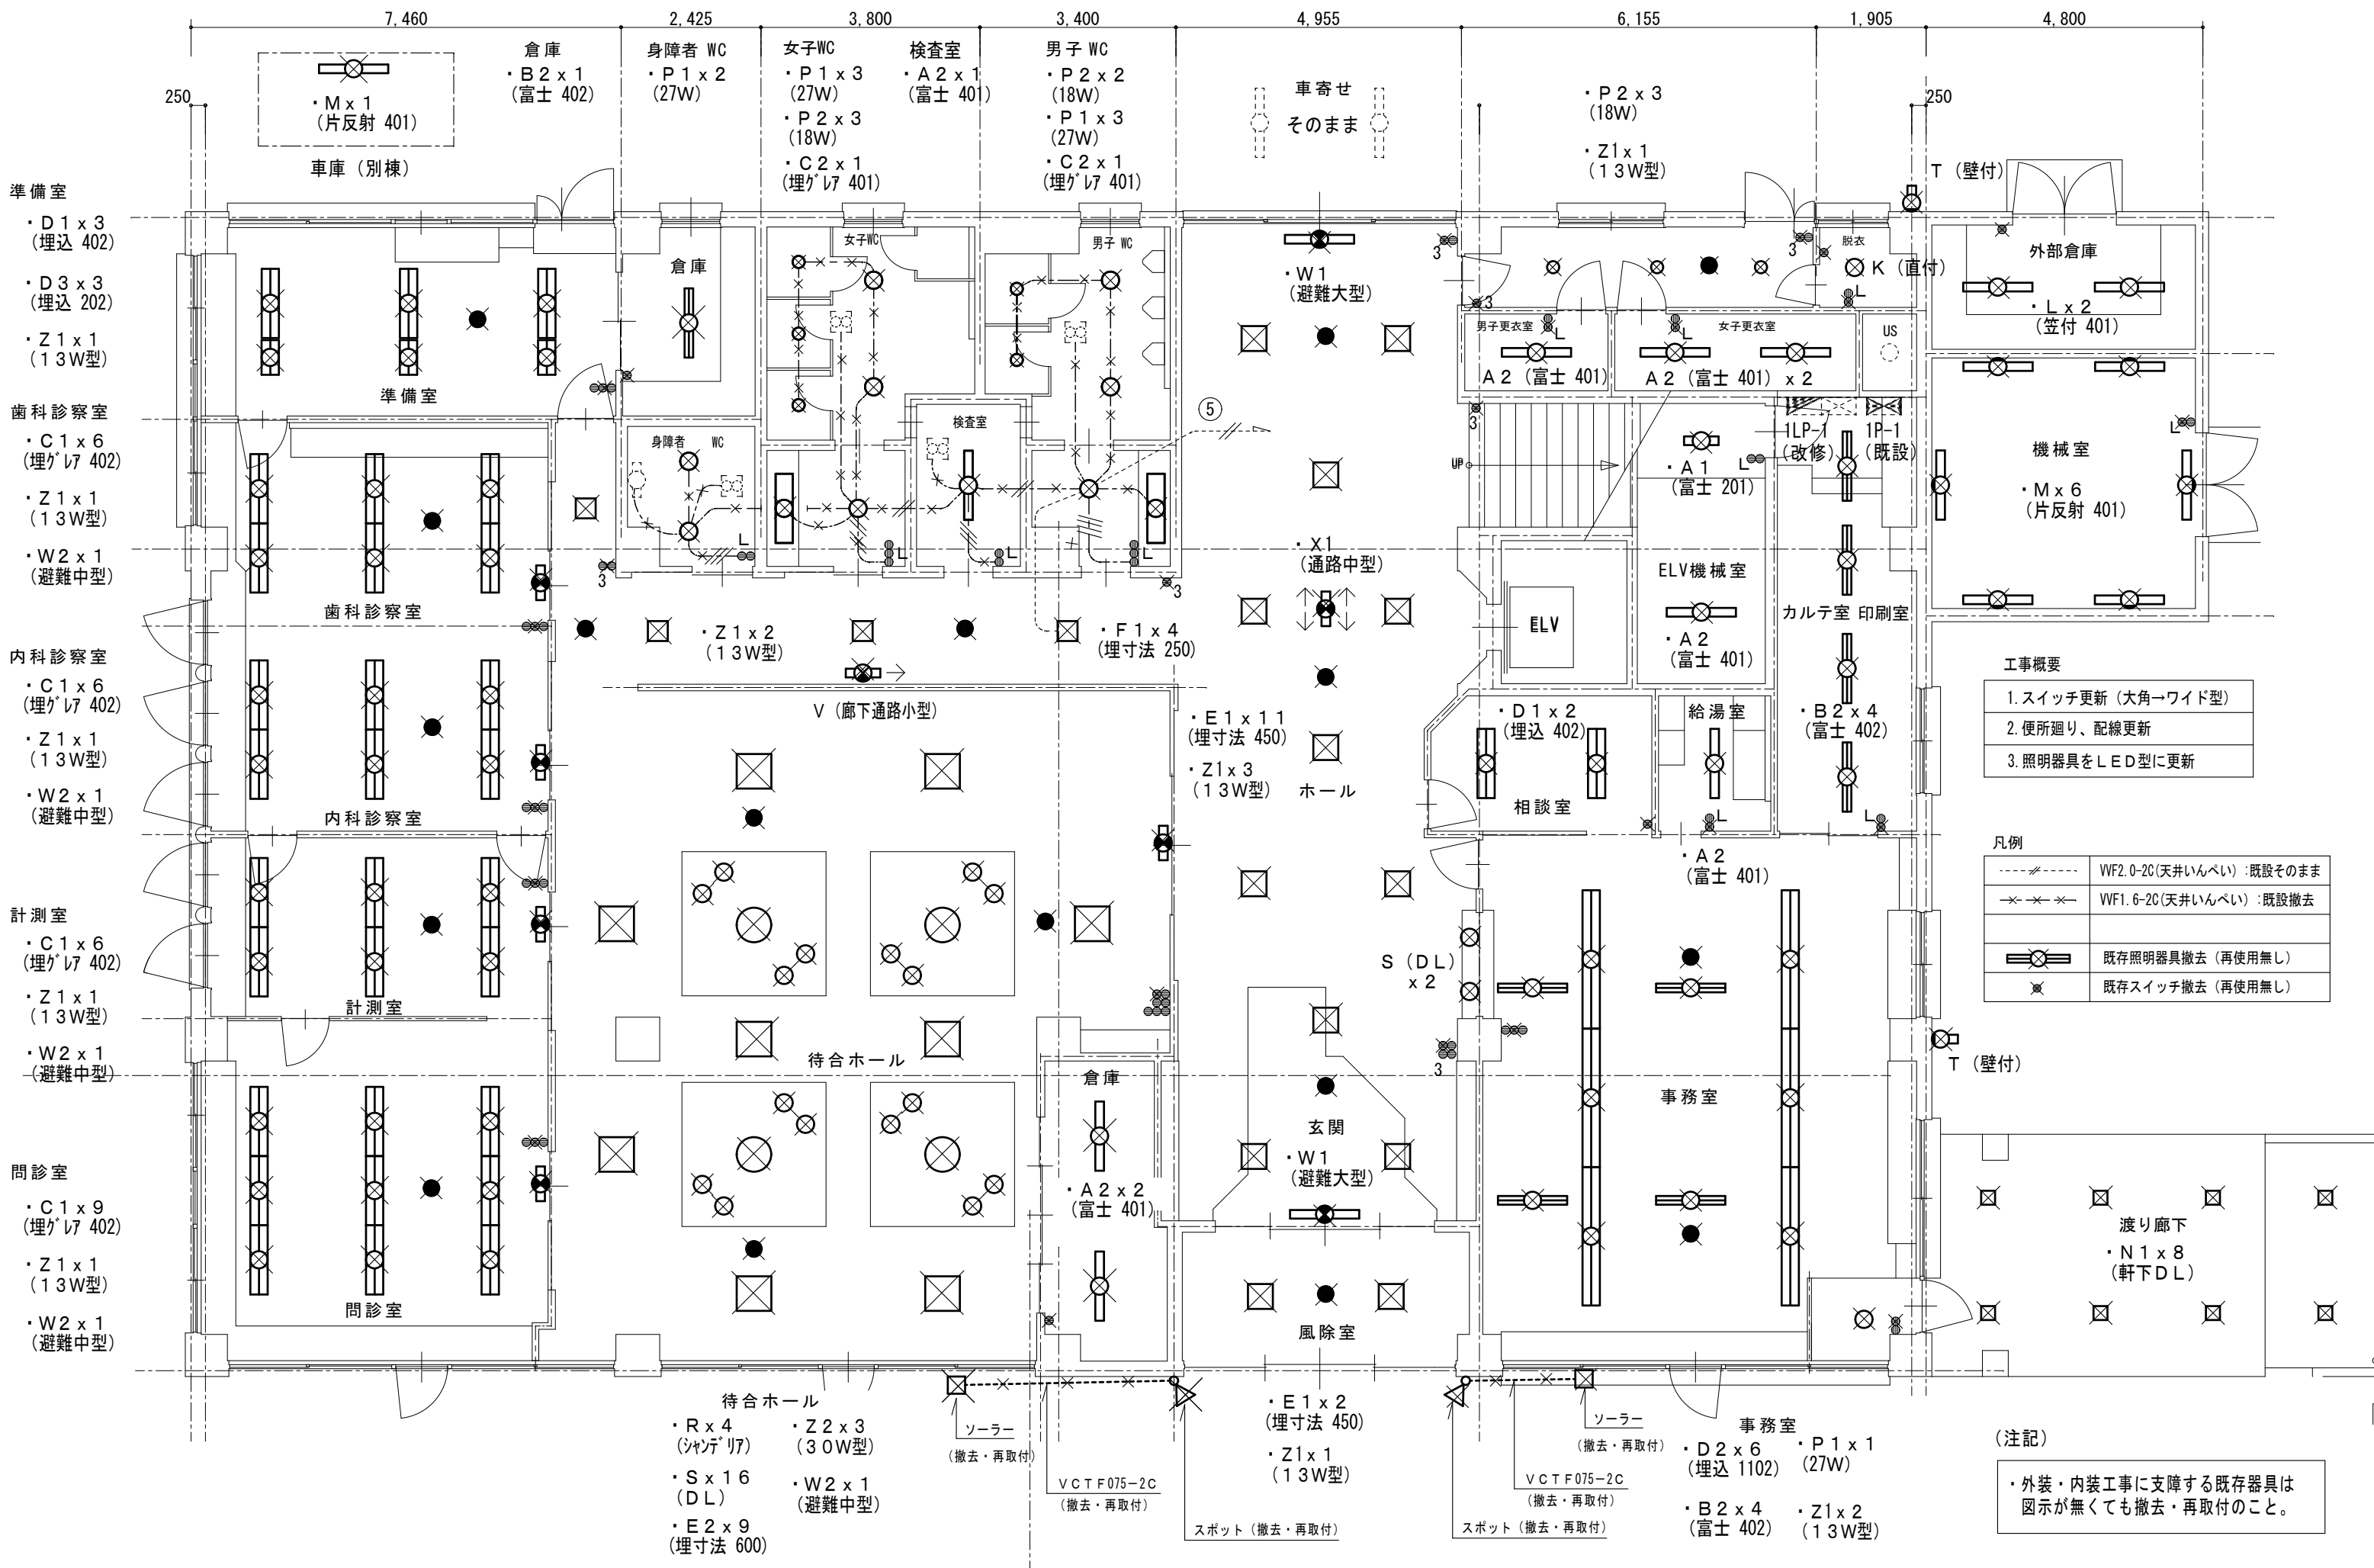 7,460
2,425
3,800
3,400
4,955
6,155
1,905
4,800
250
・M x 1
(片反射 401)
車庫 (別棟)
倉庫
・B 2 x 1
(富士 402)
身障者 WC
・P 1 x 2
(27W)
女子WC
・P 1 x 3
(27W)
・P 2 x 3
(18W)
・C 2 x 1
(埋グレア 401)
検査室
・A 2 x 1
(富士 401)
男子 WC
・P 2 x 2
(18W)
・P 1 x 3
(27W)
・C 2 x 1
(埋グレア 401)
車寄せ
そのまま
・P 2 x 3
(18W)
・Z1 x 1
(13W型)
250
T (壁付)
準備室
・D 1 x 3
(埋込 402)
・D 3 x 3
(埋込 202)
・Z 1 x 1
(13W型)
歯科診察室
・C 1 x 6
(埋グレア 402)
・Z 1 x 1
(13W型)
・W 2 x 1
(避難中型)
内科診察室
・C 1 x 6
(埋グレア 402)
・Z 1 x 1
(13W型)
・W 2 x 1
(避難中型)
計測室
・C 1 x 6
(埋グレア 402)
・Z 1 x 1
(13W型)
・W 2 x 1
(避難中型)
問診室
・C 1 x 9
(埋グレア 402)
・Z 1 x 1
(13W型)
・W 2 x 1
(避難中型)
準備室
倉庫
女子WC
男子 WC
検査室
身障者 WC
L
L
L
L
3
3
5
・W1
(避難大型)
3
3
3
3
脱衣
K (直付)
L
男子更衣室
L
A 2 (富士 401)
女子更衣室
L
A 2 (富士 401) x 2
US
外部倉庫
・L x 2
(笠付 401)
機械室
・M x 6
(片反射 401)
L
UP
・A 1
(富士 201)
L
1LP-1
(改修)
1P-1
(既設)
・X1
(通路中型)
ELV機械室
・A 2
(富士 401)
ELV
カルテ室 印刷室
歯科診察室
・Z 1 x 2
(13W型)
・F 1 x 4
(埋寸法 250)
V (廊下通路小型)
・E 1 x 1 1
(埋寸法 450)
・Z1 x 3
(13W型)
ホール
・D 1 x 2
(埋込 402)
相談室
給湯室
L
・B 2 x 4
(富士 402)
L
・A 2
(富士 401)
内科診察室
計測室
問診室
待合ホール
倉庫
・A 2 x 2
(富士 401)
S (DL)
x 2
3
玄関
・W1
(避難大型)
風除室
事務室
T (壁付)
渡り廊下
・N 1 x 8
(軒下DL)
工事概要
1.スイッチ更新 (大角→ワイド型)
2.便所廻り、配線更新
3.照明器具をLED型に更新
凡例
VVF2.0-2C(天井いんぺい):既設そのまま
VVF1.6-2C(天井いんぺい):既設撤去
既存照明器具撤去 (再使用無し)
既存スイッチ撤去 (再使用無し)
待合ホール
・R x 4
(シャンデリア)
・S x 16
(DL)
・E 2 x 9
(埋寸法 600)
・Z 2 x 3
(30W型)
・W 2 x 1
(避難中型)
ソーラー
(撤去・再取付)
VCTF075-2C
(撤去・再取付)
スポット (撤去・再取付)
・E 1 x 2
(埋寸法 450)
・Z1 x 1
(13W型)
スポット (撤去・再取付)
VCTF075-2C
(撤去・再取付)
ソーラー
(撤去・再取付)
事務室
・D 2 x 6
(埋込 1102)
・B 2 x 4
(富士 402)
・P 1 x 1
(27W)
・Z1 x 2
(13W型)
(注記)
・外装・内装工事に支障する既存器具は
図示が無くても撤去・再取付のこと。